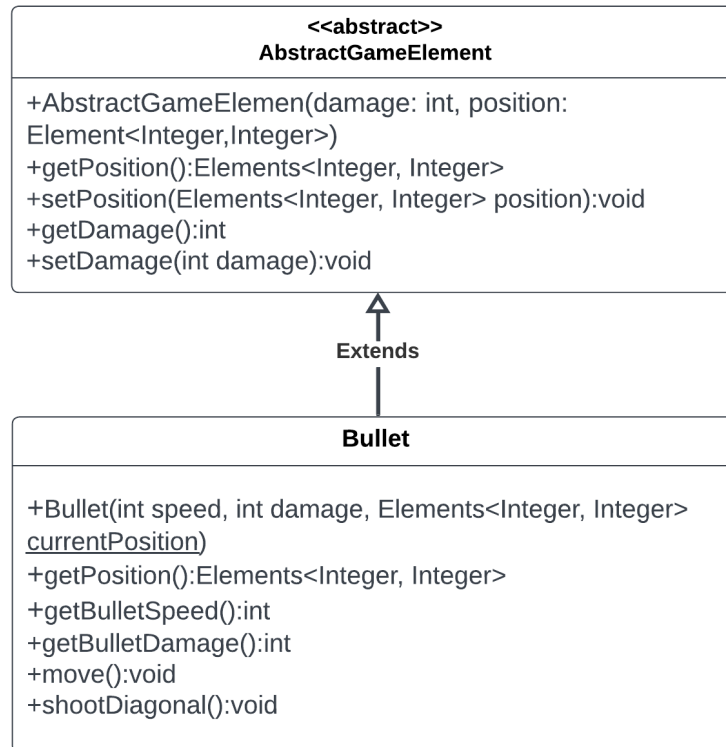 <<abstract>>
AbstractGameElement
+AbstractGameElemen(damage: int, position:
Element<Integer,Integer>)
+getPosition():Elements<Integer, Integer>
+setPosition(Elements<Integer, Integer> position):void
+getDamage():int
+setDamage(int damage):void
Extends
Bullet
+Bullet(int speed, int damage, Elements<Integer, Integer>
currentPosition)
+getPosition():Elements<Integer, Integer>
+getBulletSpeed():int
+getBulletDamage():int
+move():void
+shootDiagonal():void